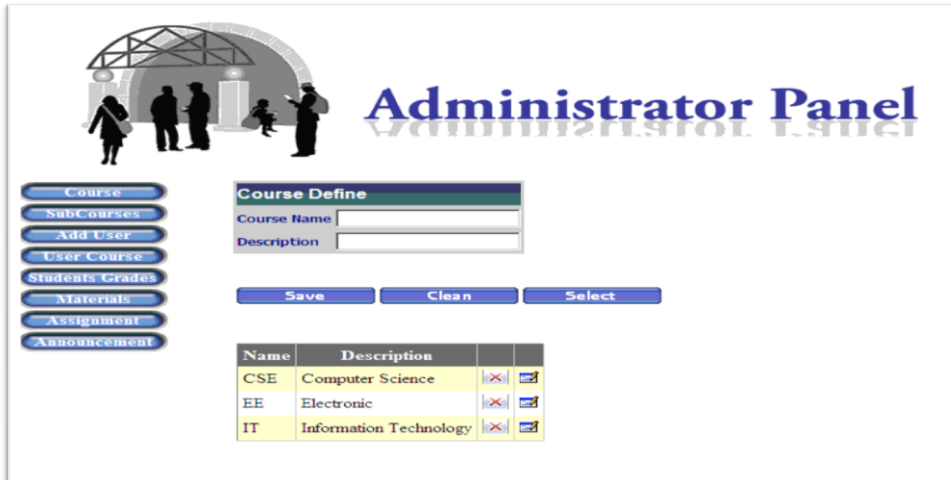 Administrator Panel
Course
SubCourses
Add User
User Course
Students Grades
Materials
Assignment
Announcement
Course Define
Course Name
Description
Save Clean Select
Name Description
CSE Computer Science
EE Electronic
IT Information Technology